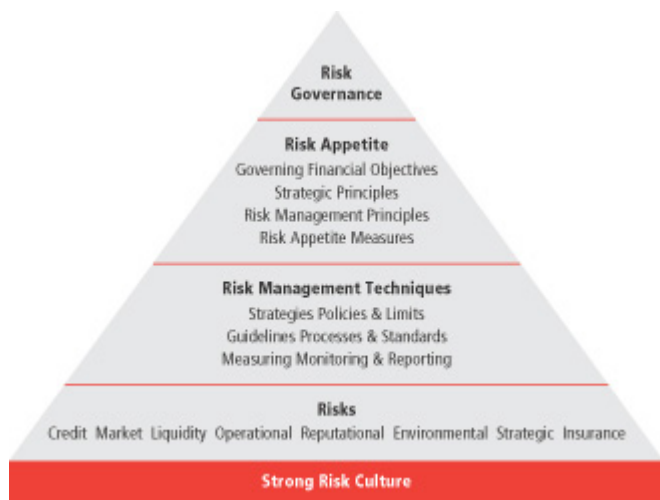 Risk
Governance
Risk Appetite
Governing Financial Objectives
Strategic Principles
Risk Management Principles
Risk Appetite Measures
Risk Management Techniques
Strategies Policies & Limits
Guidelines Processes & Standards
Measuring Monitoring & Reporting
Risks
Credit Market Liquidity Operational Reputational Environmental Strategic Insurance
Strong Risk Culture